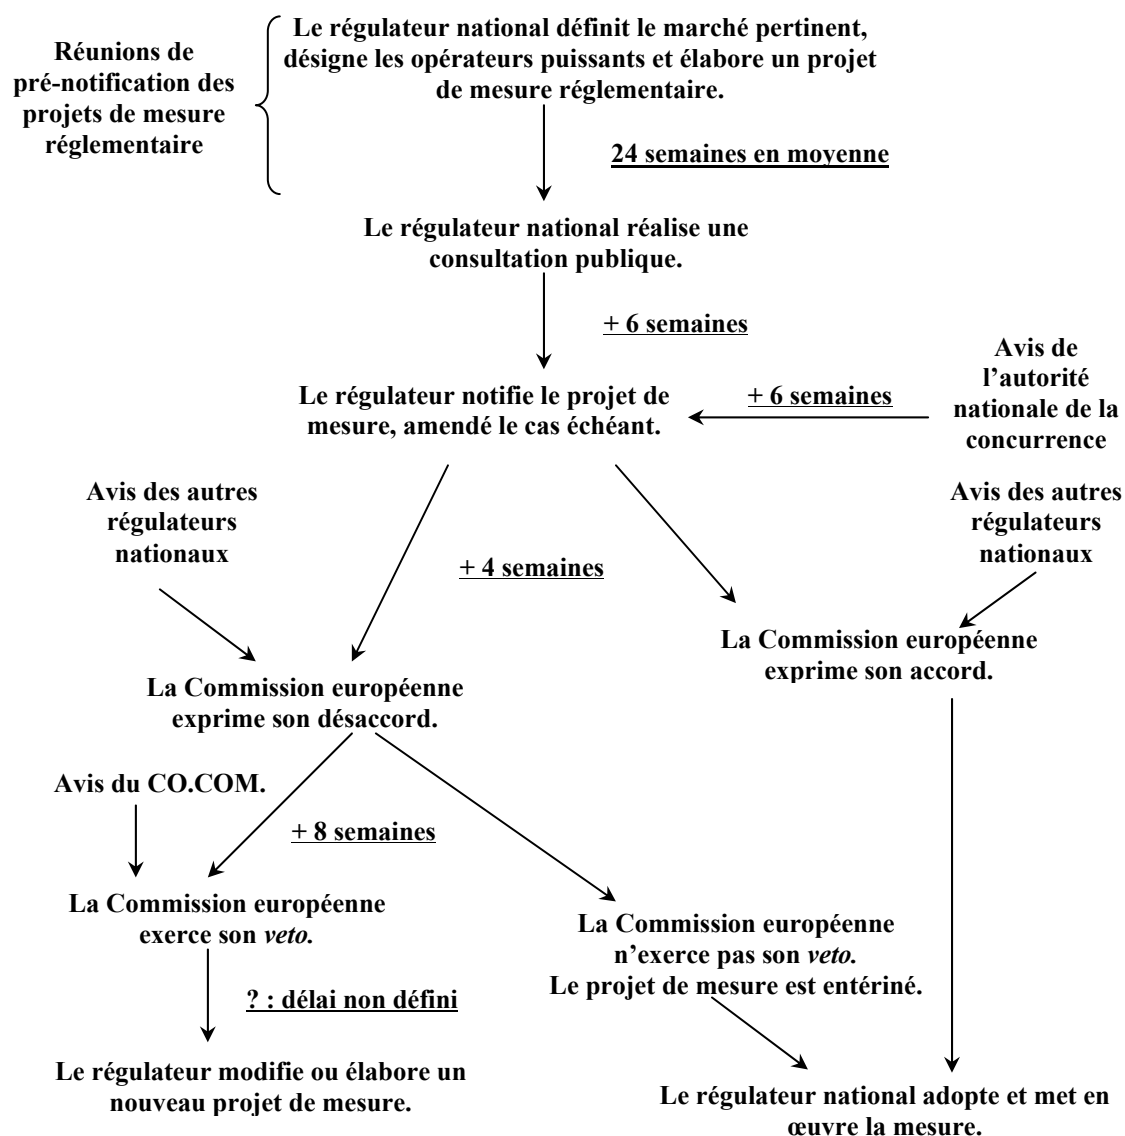 Réunions de
pré-notification des
projets de mesure
réglementaire
Le régulateur national définit le marché pertinent,
désigne les opérateurs puissants et élabore un projet
de mesure réglementaire.
24 semaines en moyenne
Le régulateur national réalise une
consultation publique.
+ 6 semaines
Avis de
l’autorité
nationale de la
concurrence
+ 6 semaines
Le régulateur notifie le projet de
mesure, amendé le cas échéant.
Avis des autres
régulateurs
nationaux
Avis des autres
régulateurs
nationaux
+ 4 semaines
La Commission européenne
exprime son accord.
La Commission européenne
exprime son désaccord.
Avis du CO.COM.
+ 8 semaines
La Commission européenne
exerce son veto.
La Commission européenne
n’exerce pas son veto.
Le projet de mesure est entériné.
? : délai non défini
Le régulateur modifie ou élabore un
nouveau projet de mesure.
Le régulateur national adopte et met en
œuvre la mesure.